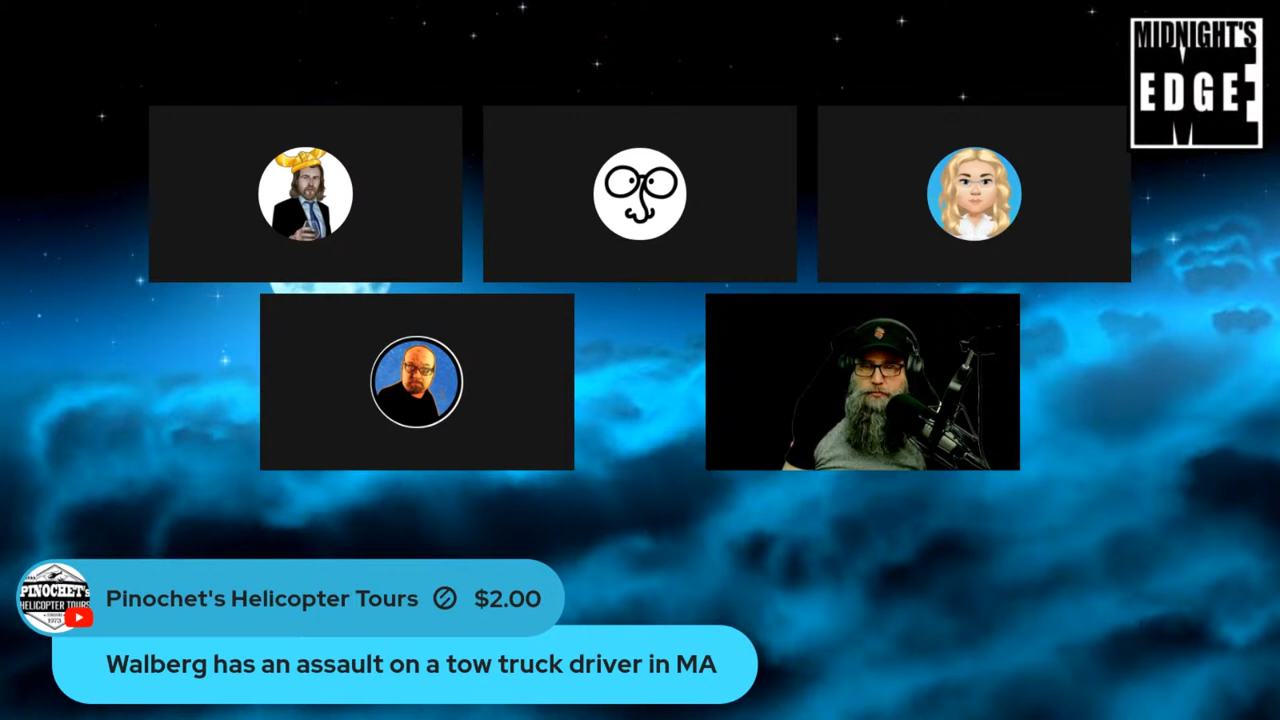 MIDNIGHT'S
EDGE
PINOCHET's
HELICOPTER TOURS
1973
Pinochet's Helicopter Tours $2.00
Walberg has an assault on a tow truck driver in MA